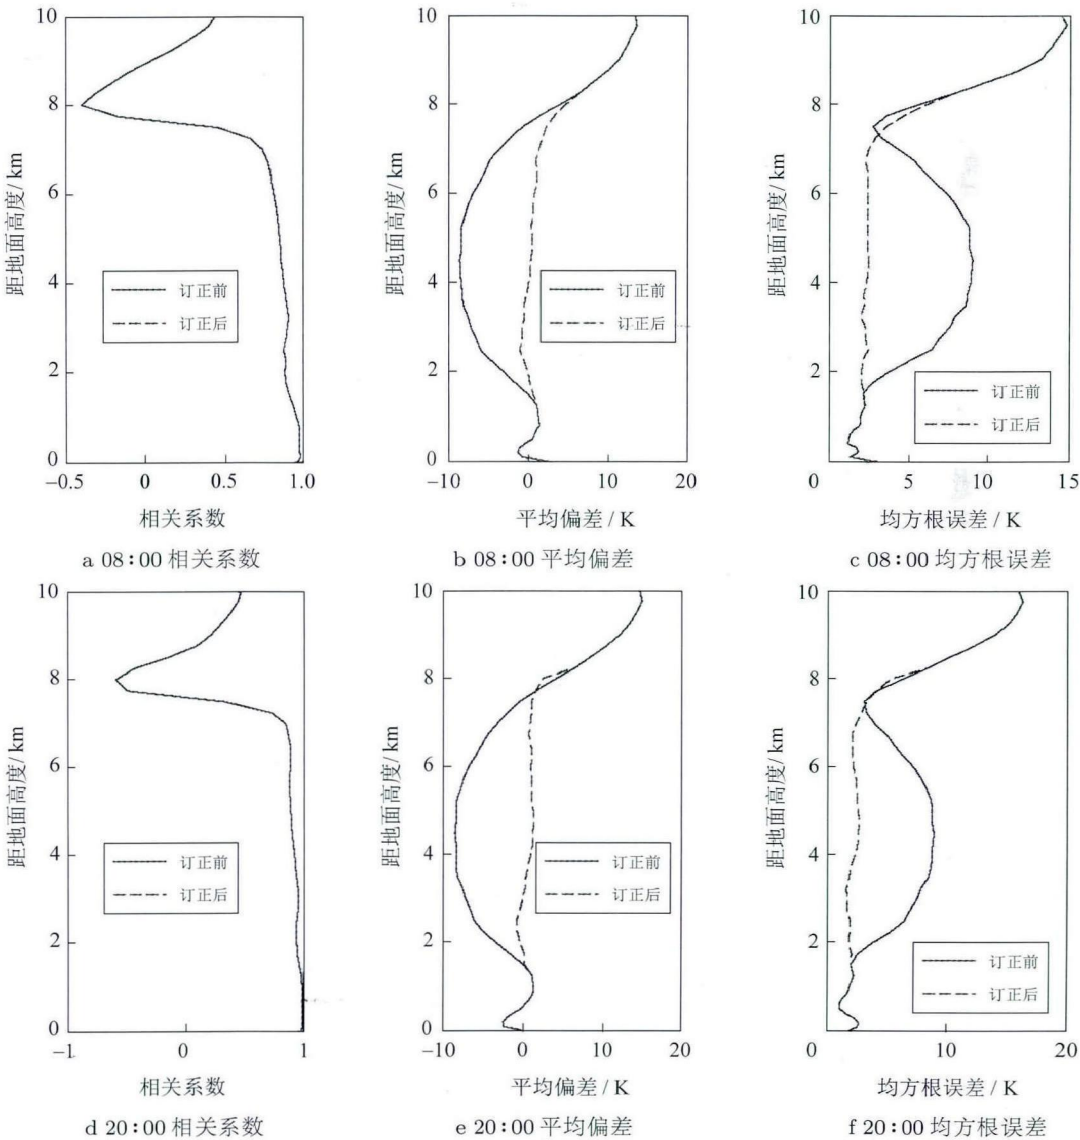 10
8
6
4
2
0
距地面高度/km
订正前
订正后
−0.5 0 0.5 1.0
相关系数
a 08:00 相关系数
10
8
6
4
2
0
距地面高度/km
订正前
订正后
−10 0 10 20
平均偏差/K
b 08:00 平均偏差
10
8
6
4
2
0
距地面高度/km
订正前
订正后
5 10 15
均方根误差/K
c 08:00 均方根误差
10
8
6
4
2
0
距地面高度/km
订正前
订正后
−1 0 1
相关系数
d 20:00 相关系数
10
8
6
4
2
0
距地面高度/km
订正前
订正后
−10 0 10 20
平均偏差/K
e 20:00 平均偏差
10
8
6
4
2
0
距地面高度/km
订正前
订正后
10 20
均方根误差/K
f 20:00 均方根误差